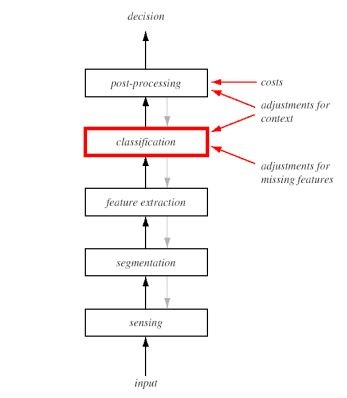 decision
post-processing
costs
adjustments for
context
classification
adjustments for
missing features
feature extraction
segmentation
sensing
input